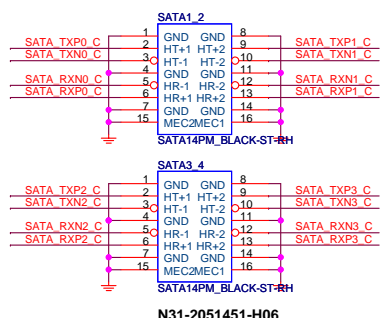 SATA1_2
1 GND GND 8
SATA_TXP0_C 2 HT+1 HT+2 9 SATA_TXP1_C
SATA_TXN0_C 3 HT-1 HT-2 10 SATA_TXN1_C
4 GND GND 11
SATA_RXN0_C 5 HR-1 HR-2 12 SATA_RXN1_C
SATA_RXP0_C 6 HR+1 HR+2 13 SATA_RXP1_C
7 GND GND 14
15 MEC2 MEC1 16
SATA14PM_BLACK-ST-RH
SATA3_4
1 GND GND 8
SATA_TXP2_C 2 HT+1 HT+2 9 SATA_TXP3_C
SATA_TXN2_C 3 HT-1 HT-2 10 SATA_TXN3_C
4 GND GND 11
SATA_RXN2_C 5 HR-1 HR-2 12 SATA_RXN3_C
SATA_RXP2_C 6 HR+1 HR+2 13 SATA_RXP3_C
7 GND GND 14
15 MEC2 MEC1 16
SATA14PM_BLACK-ST-RH
N31-2051451-H06